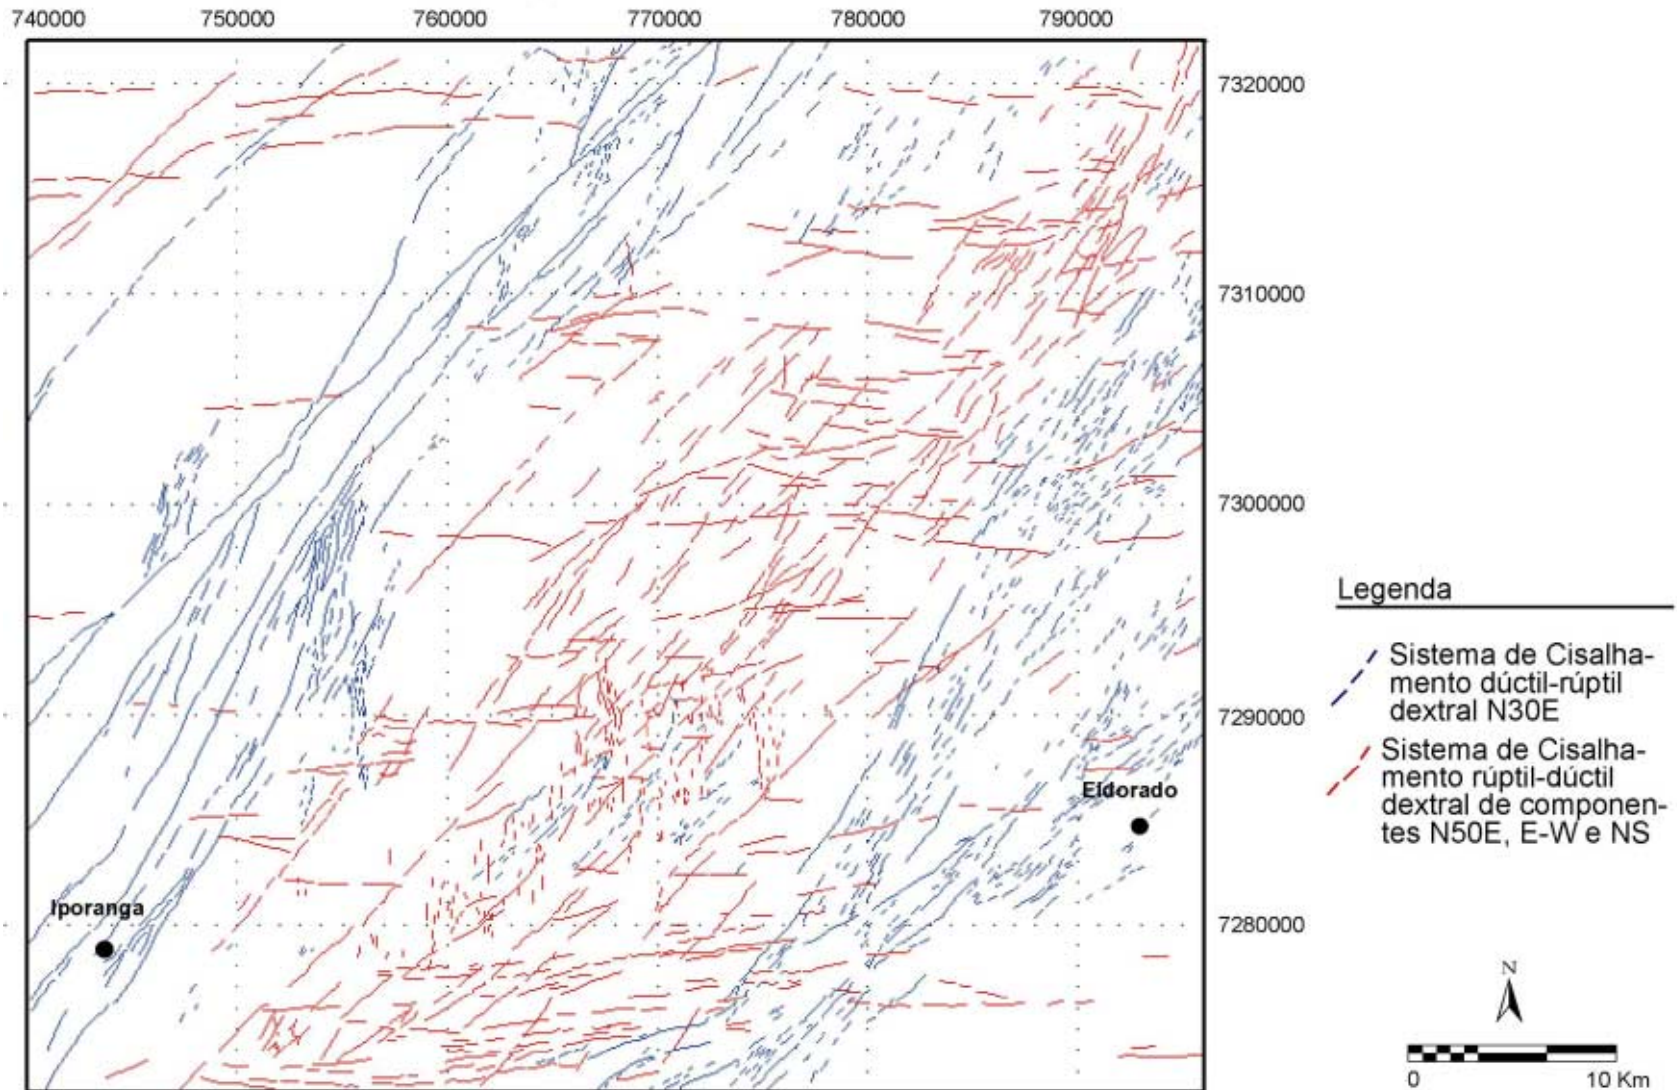 740000 750000 760000 770000 780000 790000
7320000
7310000
7300000
7290000
7280000
Eldorado
Iporanga
Legenda
Sistema de Cisalha-
mento dúctil-rúptil
dextral N30E
Sistema de Cisalha-
mento rúptil-dúctil
dextral de componen-
tes N50E, E-W e NS
N
0 10 Km